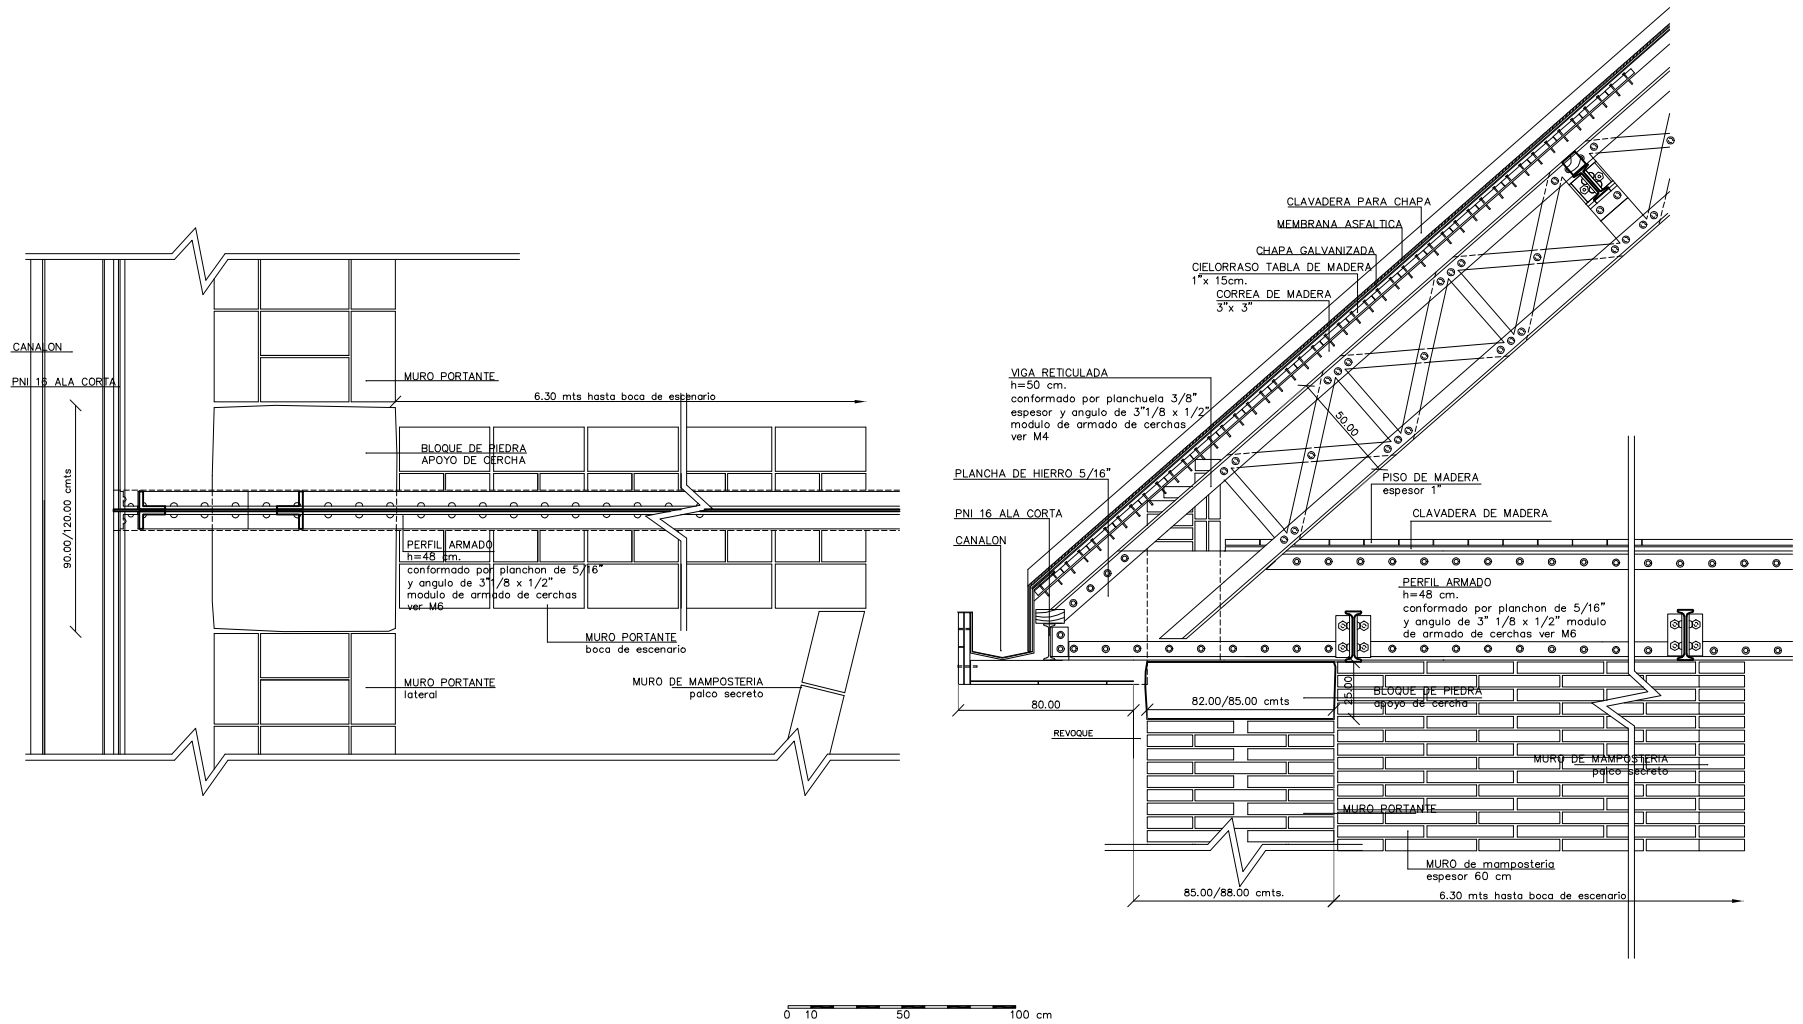 CANALON
PNI 16 ALA CORTA
90.00/120.00 cmts
MURO PORTANTE
6.30 mts hasta boca de escenario
BLOQUE DE PIEDRA
APOYO DE CERCHA
PERFIL ARMADO
h=48 cm.
conformado por planchon de 5/16"
y angulo de 3"1/8 x 1/2"
modulo de armado de cerchas
ver M6
MURO PORTANTE
boca de escenario
MURO PORTANTE
lateral
MURO DE MAMPOSTERIA
palco secreto
CLAVADERA PARA CHAPA
MEMBRANA ASFALTICA
CHAPA GALVANIZADA
CIELORRASO TABLA DE MADERA
1"x 15cm.
CORREA DE MADERA
3"x 3"
VIGA RETICULADA
h=50 cm.
conformado por planchuela 3/8"
espesor y angulo de 3"1/8 x 1/2"
modulo de armado de cerchas
ver M4
50.00
PLANCHA DE HIERRO 5/16"
PNI 16 ALA CORTA
CANALON
PISO DE MADERA
espesor 1"
CLAVADERA DE MADERA
PERFIL ARMADO
h=48 cm.
conformado por planchon de 5/16"
y angulo de 3" 1/8 x 1/2" modulo
de armado de cerchas ver M6
80.00
82.00/85.00 cmts
25.00
BLOQUE DE PIEDRA
apoyo de cercha
REVOQUE
MURO DE MAMPOSTERIA
palco secreto
MURO PORTANTE
MURO de mamposteria
espesor 60 cm
85.00/88.00 cmts.
6.30 mts hasta boca de escenario
0 10 50 100 cm